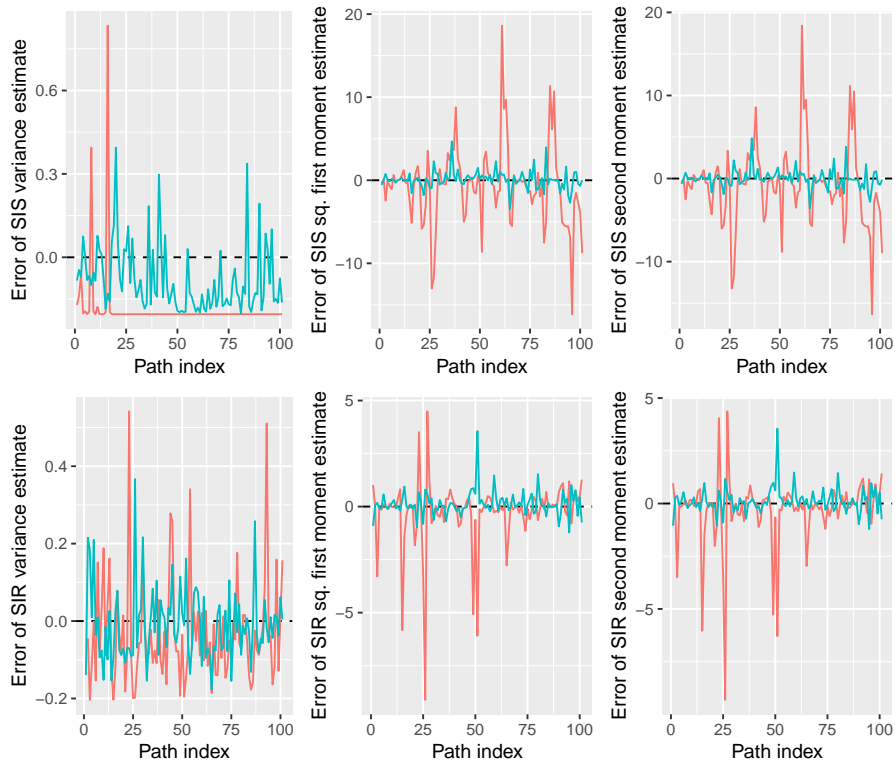 Error of SIS variance estimate
0.6
0.3
0.0
0 25 50 75 100
Path index
Error of SIS sq. first moment estimate
20
10
0
−10
0 25 50 75 100
Path index
Error of SIS second moment estimate
20
10
0
−10
0 25 50 75 100
Path index
Error of SIR variance estimate
0.4
0.2
0.0
−0.2
0 25 50 75 100
Path index
Error of SIR sq. first moment estimate
5
0
−5
0 25 50 75 100
Path index
Error of SIR second moment estimate
5
0
−5
0 25 50 75 100
Path index